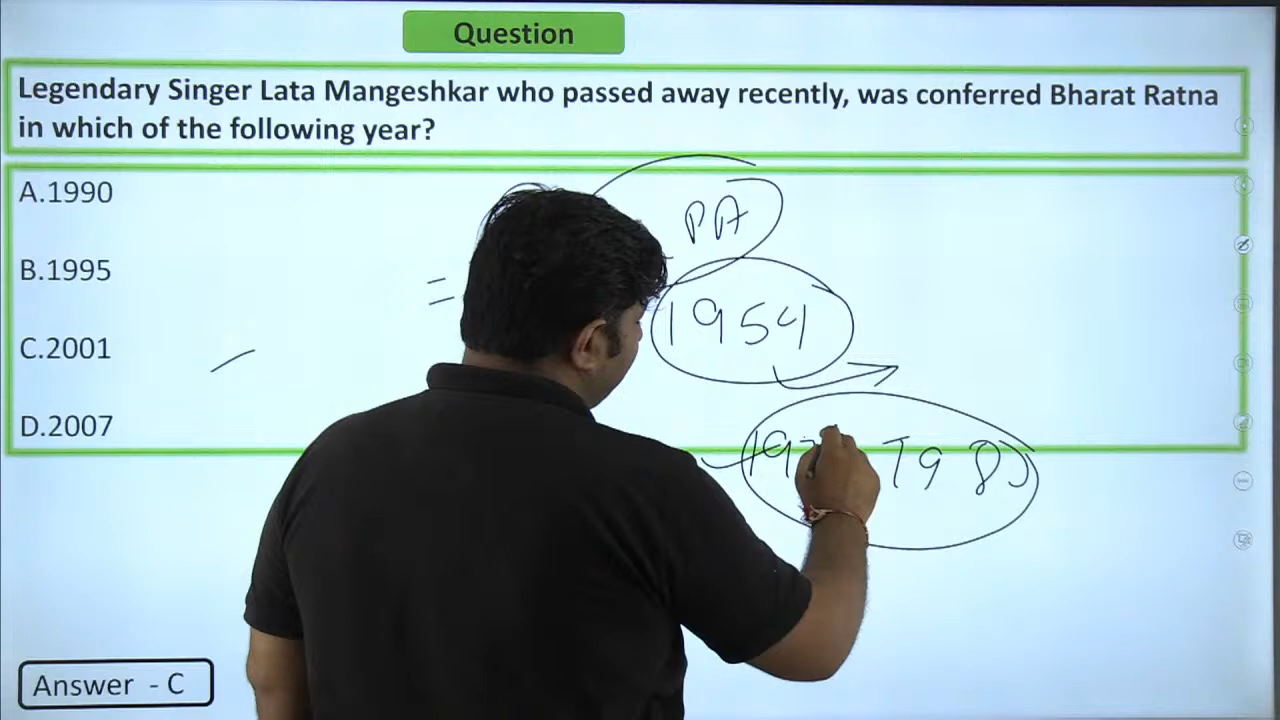 Question
Legendary Singer Lata Mangeshkar who passed away recently, was conferred Bharat Ratna
in which of the following year?
A.1990
PA
B.1995
=
1954
C.2001
D.2007
198
Answer - C